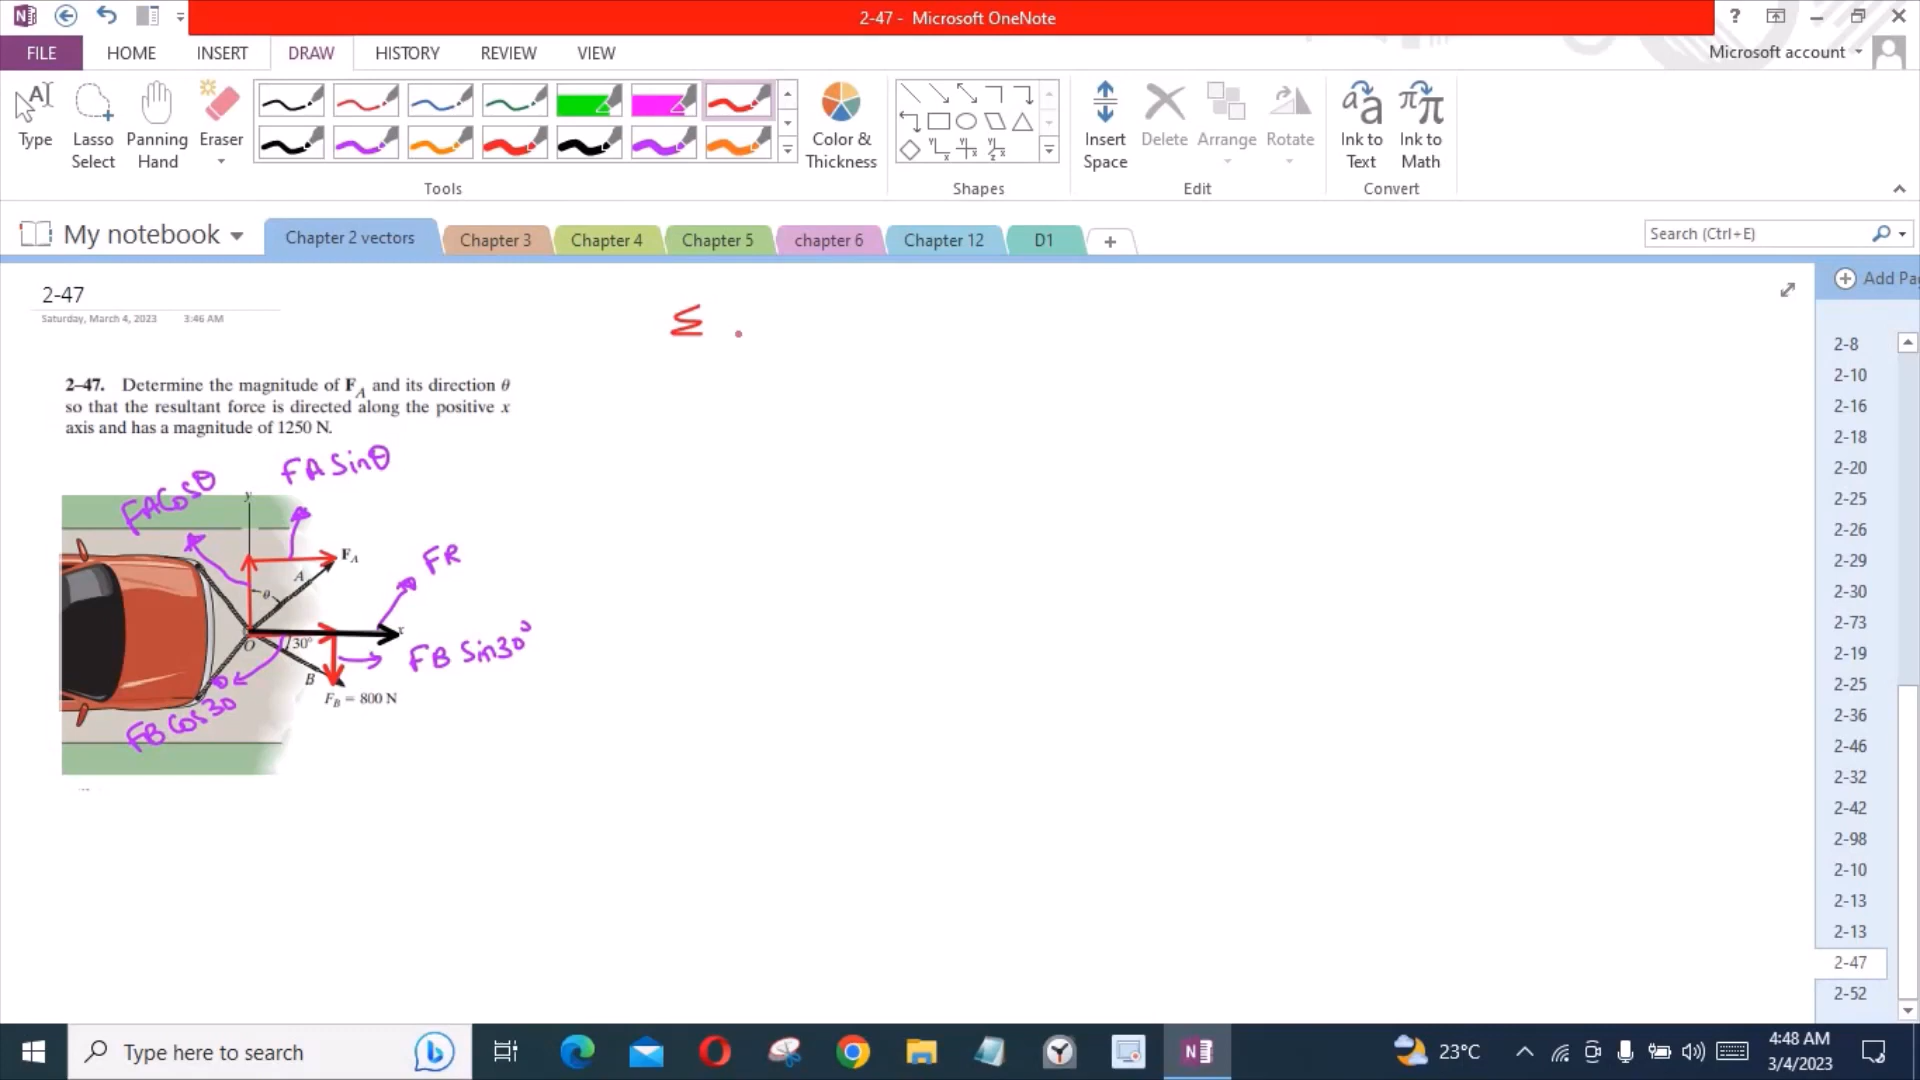 2-47 - Microsoft OneNote
?
FILE HOME INSERT DRAW HISTORY REVIEW VIEW
Microsoft account
Type
Lasso Select
Panning Hand
Eraser
Color & Thickness
Insert Space
Delete
Arrange
Rotate
Ink to Text
Ink to Math
Tools
Shapes
Edit
Convert
My notebook
Chapter 2 vectors
Chapter 3
Chapter 4
Chapter 5
chapter 6
Chapter 12
D1
Search (Ctrl+E)
2-47
Saturday, March 4, 2023 3:46 AM
Σ .
2–47. Determine the magnitude of F_A and its direction θ
so that the resultant force is directed along the positive x
axis and has a magnitude of 1250 N.
FA Sinθ
FACosθ
y
F_A
A
θ
FR
x
O
30°
FB Sin30°
B
F_B = 800 N
FB Cos30
Add Pag
2-8
2-10
2-16
2-18
2-20
2-25
2-26
2-29
2-30
2-73
2-19
2-25
2-36
2-46
2-32
2-42
2-98
2-10
2-13
2-13
2-47
2-52
Type here to search
23°C
4:48 AM
3/4/2023